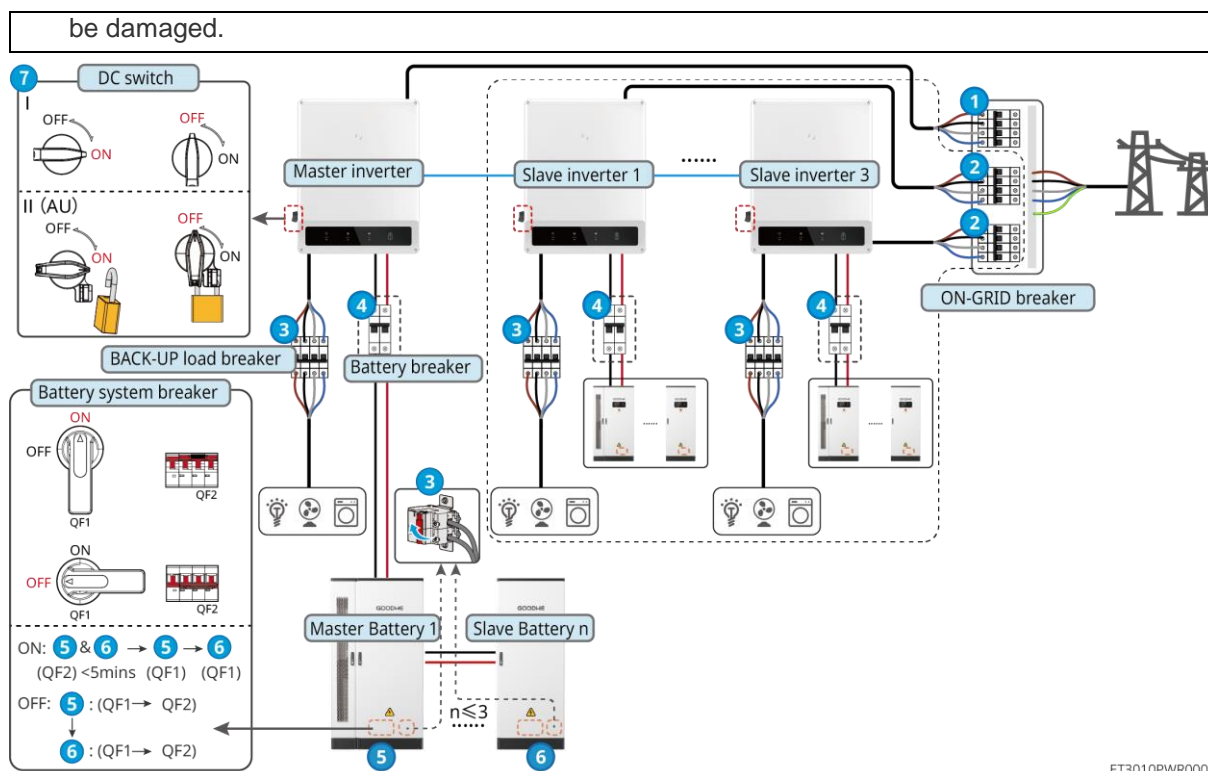 be damaged.
7 DC switch
I
OFF
ON
OFF
ON
II (AU)
OFF
ON
OFF
ON
Master inverter
Slave inverter 1
......
Slave inverter 3
1
2
2
ON-GRID breaker
3
4
3
4
3
4
BACK-UP load breaker
Battery breaker
Battery system breaker
ON
OFF
QF1
QF2
ON
OFF
QF1
QF2
ON: 5 & 6 → 5 → 6
(QF2) <5mins (QF1) (QF1)
OFF: 5 : (QF1→ QF2)
6 : (QF1→ QF2)
......
......
3
GOODWE
GOODWE
Master Battery 1
Slave Battery n
n≤3
......
5
6
ET3010PWR000